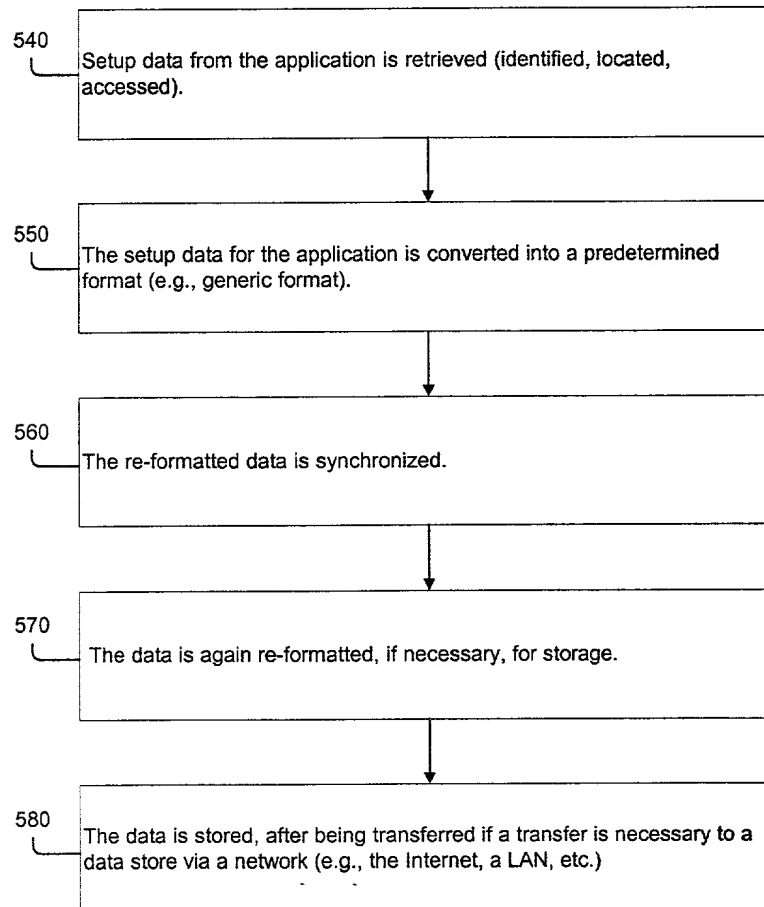 540
Setup data from the application is retrieved (identified, located,
accessed).
550
The setup data for the application is converted into a predetermined
format (e.g., generic format).
560
The re-formatted data is synchronized.
570
The data is again re-formatted, if necessary, for storage.
580
The data is stored, after being transferred if a transfer is necessary to a
data store via a network (e.g., the Internet, a LAN, etc.)